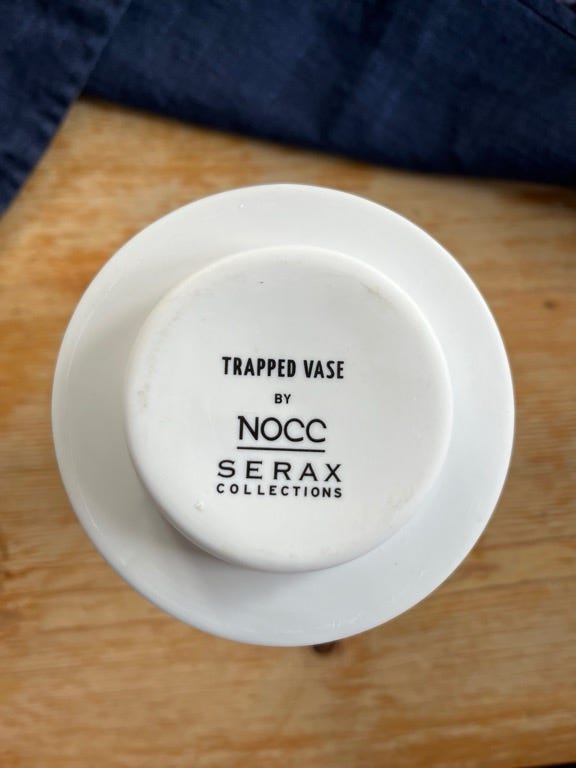 TRAPPED VASE
BY
NOCC
SERAX
COLLECTIONS